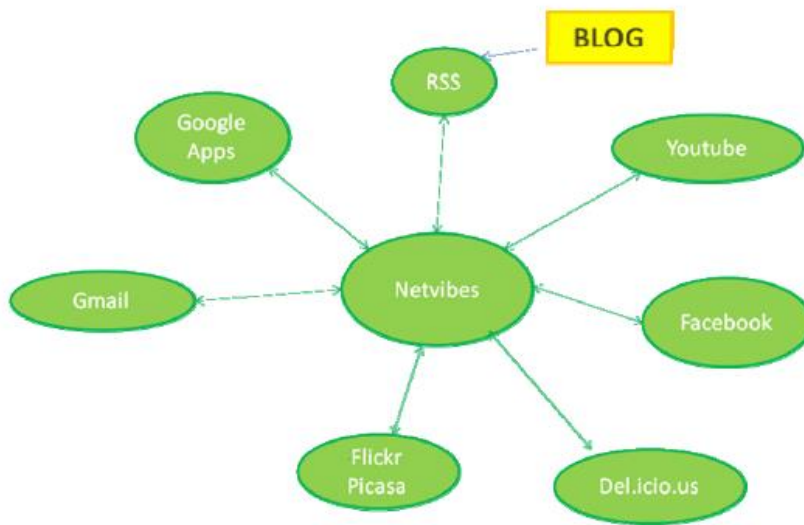 BLOG
RSS
Google
Apps
Youtube
Netvibes
Gmail
Facebook
Flickr
Picasa
Del.icio.us